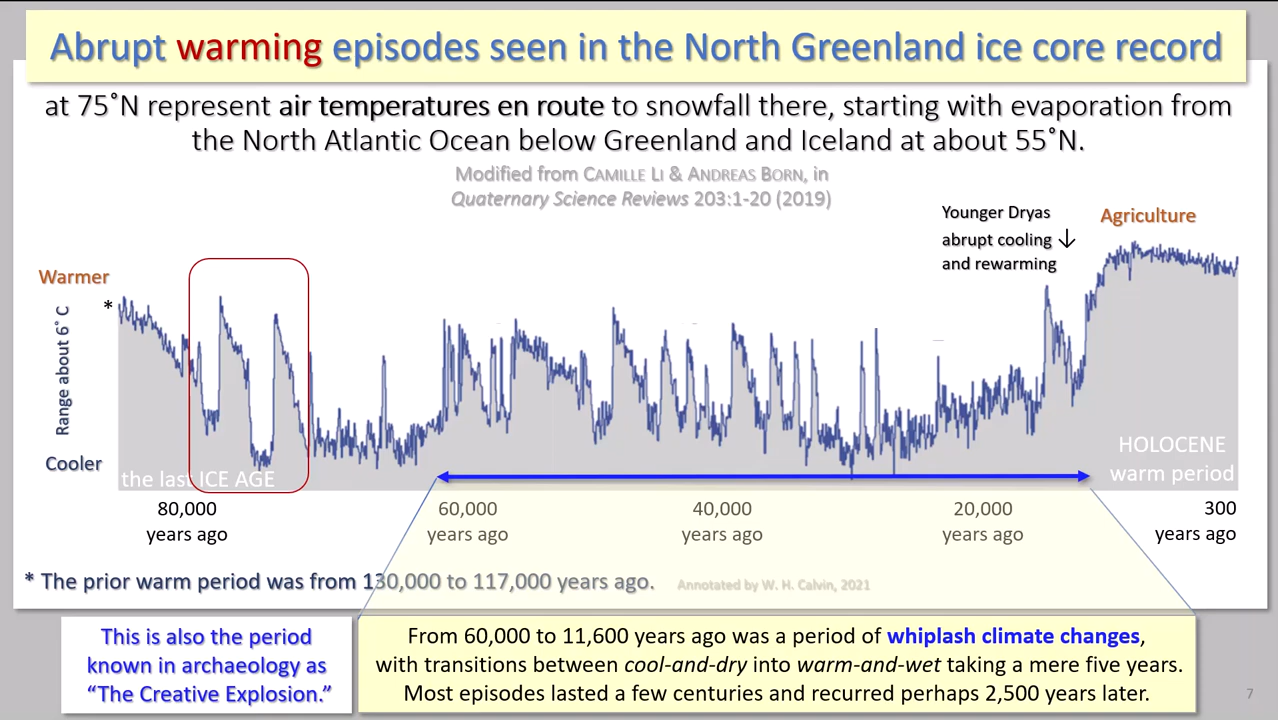 Abrupt warming episodes seen in the North Greenland ice core record
at 75˚N represent air temperatures en route to snowfall there, starting with evaporation from
the North Atlantic Ocean below Greenland and Iceland at about 55˚N.
Modified from CAMILLE LI & ANDREAS BORN, in
Quaternary Science Reviews 203:1-20 (2019)
Younger Dryas
abrupt cooling ↓
and rewarming
Agriculture
Warmer
*
Range about 6˚ C
Cooler
the last ICE AGE
HOLOCENE
warm period
80,000
years ago
60,000
years ago
40,000
years ago
20,000
years ago
300
years ago
* The prior warm period was from 130,000 to 117,000 years ago.
Annotated by W. H. Calvin, 2021
This is also the period
known in archaeology as
“The Creative Explosion.”
From 60,000 to 11,600 years ago was a period of whiplash climate changes,
with transitions between cool-and-dry into warm-and-wet taking a mere five years.
Most episodes lasted a few centuries and recurred perhaps 2,500 years later.
7